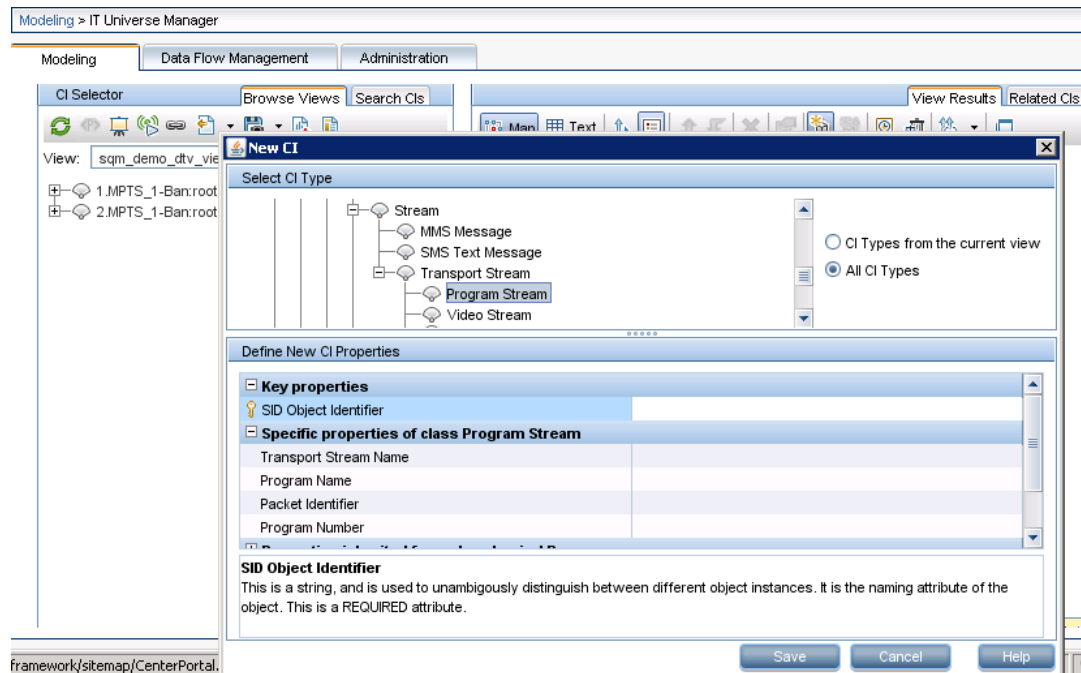 Modeling > IT Universe Manager
Modeling Data Flow Management Administration
CI Selector Browse Views Search CIs View Results Related CIs
Map Text
View: sqm_demo_dtv_vie
1.MPTS_1-Ban:root
2.MPTS_1-Ban:root
New CI
Select CI Type
Stream
MMS Message
SMS Text Message
Transport Stream
Program Stream
Video Stream
CI Types from the current view
All CI Types
Define New CI Properties
Key properties
SID Object Identifier
Specific properties of class Program Stream
Transport Stream Name
Program Name
Packet Identifier
Program Number
SID Object Identifier
This is a string, and is used to unambigously distinguish between different object instances. It is the naming attribute of the
object. This is a REQUIRED attribute.
Save Cancel Help
framework/sitemap/CenterPortal.